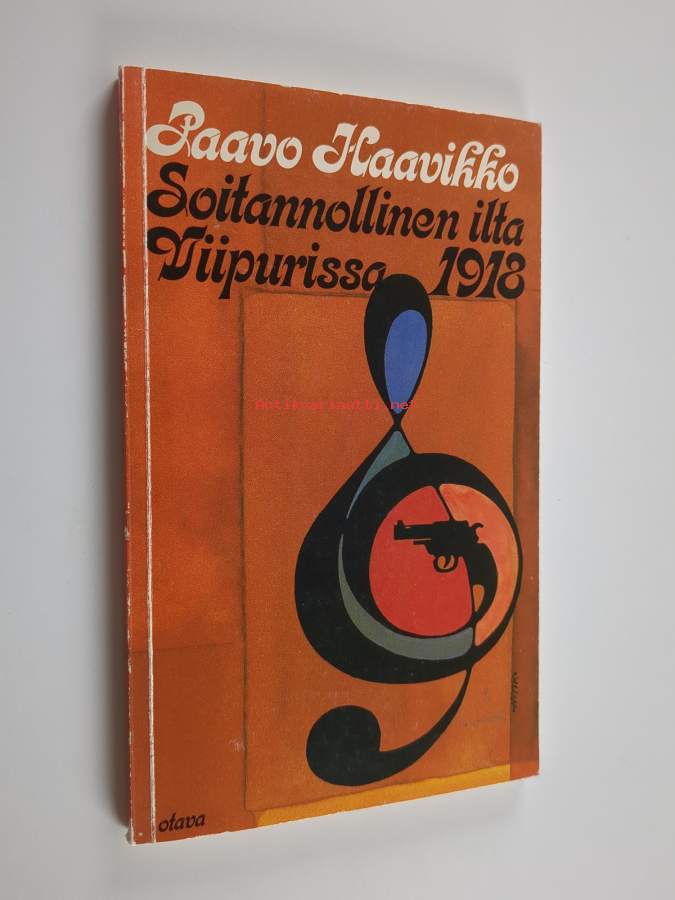 Paavo Haavikko
Soitannollinen ilta
Viipurissa 1918
Antikvariaatti.net
otava